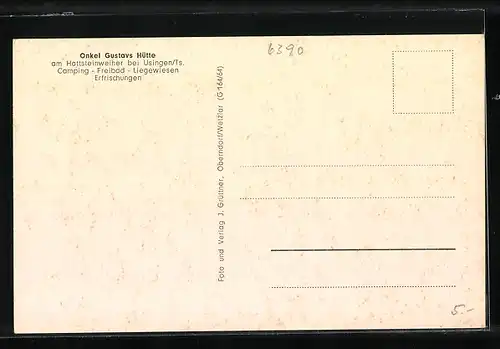 Onkel Gustavs Hütte
am Hattsteinweiher bei Usingen/Ts.
Camping - Freibad - Liegewiesen
Erfrischungen
6390
Foto und Verlag J. Grüttner, Oberndorf/Wetzlar (G 164/64)
5.-